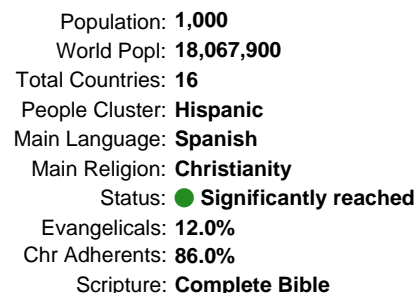 Population: 1,000
World Popl: 18,067,900
Total Countries: 16
People Cluster: Hispanic
Main Language: Spanish
Main Religion: Christianity
Status: Significantly reached
Evangelicals: 12.0%
Chr Adherents: 86.0%
Scripture: Complete Bible